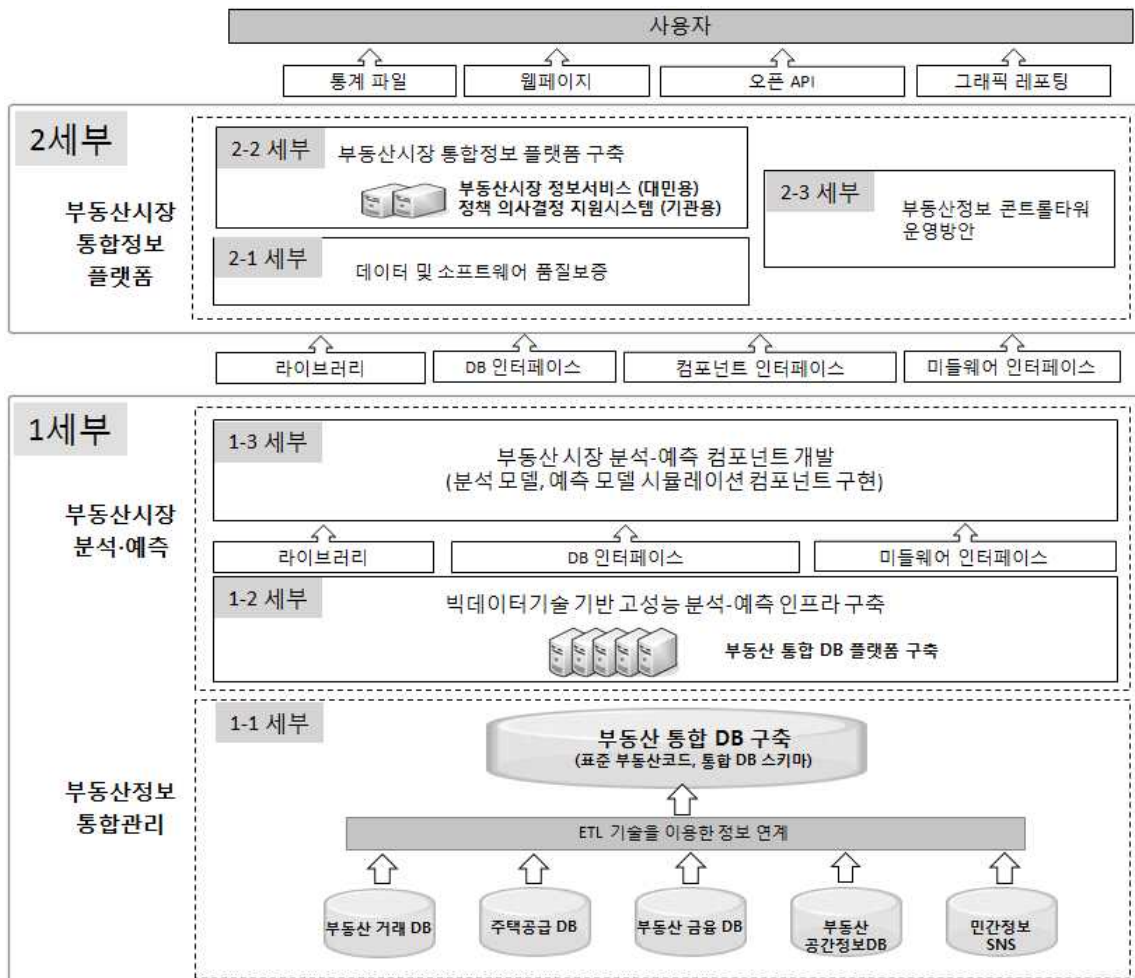 사용자
통계 파일
웹페이지
오픈 API
그래픽 레포팅
2세부
부동산시장
통합정보
플랫폼
2-2 세부
부동산시장 통합정보 플랫폼 구축
부동산시장 정보서비스 (대민용)
정책 의사결정 지원시스템 (기관용)
2-1 세부
데이터 및 소프트웨어 품질보증
2-3 세부
부동산정보 콘트롤타워
운영방안
라이브러리
DB 인터페이스
컴포넌트 인터페이스
미들웨어 인터페이스
1세부
부동산시장
분석·예측
1-3 세부
부동산 시장 분석-예측 컴포넌트 개발
(분석 모델, 예측 모델 시뮬레이션 컴포넌트 구현)
라이브러리
DB 인터페이스
미들웨어 인터페이스
1-2 세부
빅데이터기술 기반 고성능 분석-예측 인프라 구축
부동산 통합 DB 플랫폼 구축
부동산정보
통합관리
1-1 세부
부동산 통합 DB 구축
(표준 부동산코드, 통합 DB 스키마)
ETL 기술을 이용한 정보 연계
부동산 거래 DB
주택공급 DB
부동산 금융 DB
부동산
공간정보DB
민간정보
SNS